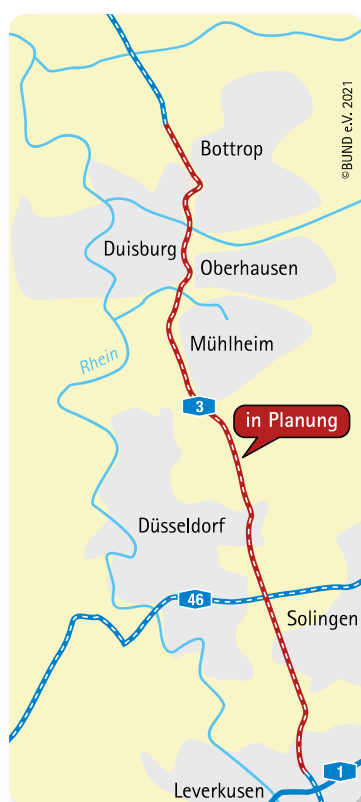 ©BUND e.V. 2021
Bottrop
Duisburg
Oberhausen
Rhein
Mühlheim
3
in Planung
Düsseldorf
46
Solingen
1
Leverkusen